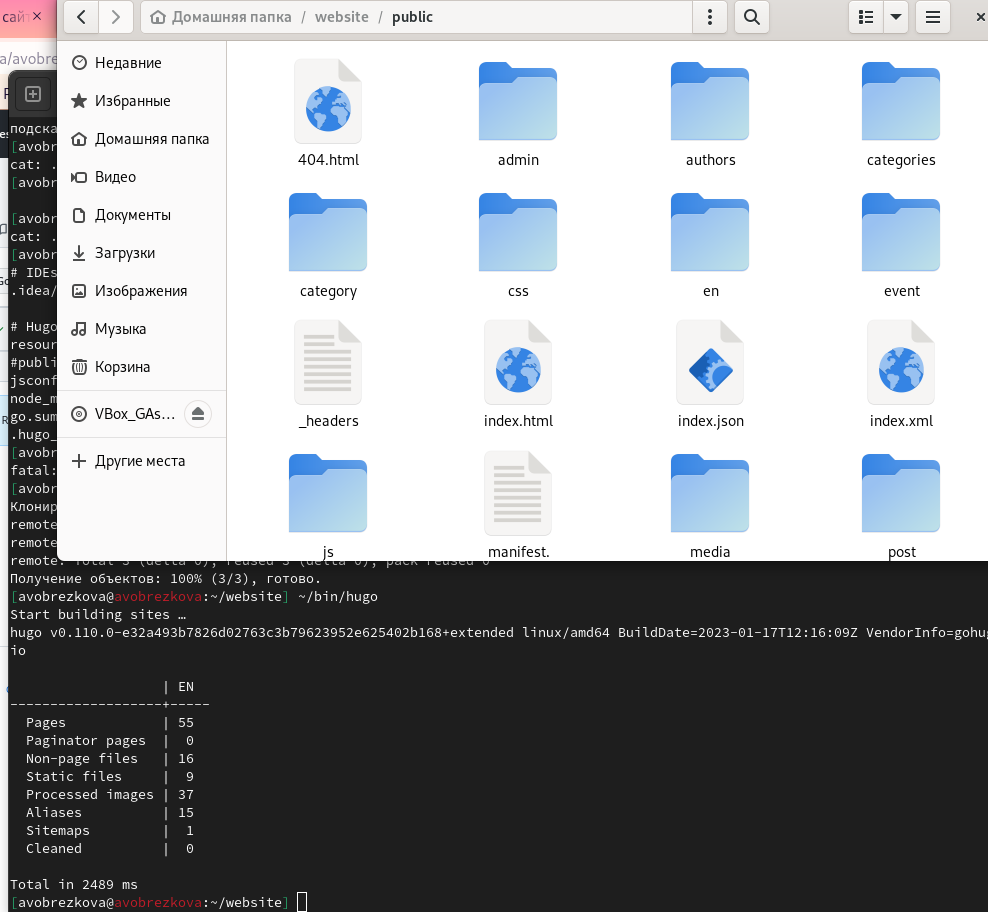 сайт ×
Домашняя папка / website / public
a/avobre
Недавние
Избранные
Домашняя папка
Видео
Документы
Загрузки
Изображения
Музыка
Корзина
VBox_GAs…
Другие места
404.html
admin
authors
categories
category
css
en
event
_headers
index.html
index.json
index.xml
js
manifest.
media
post
подска
[avobr
cat: .
[avobr
[avobr
cat: .
[avobr
# IDEs
.idea/
# Hugo
resour
#publi
jsconf
node_m
go.sum
.hugo_
[avobr
fatal:
[avobr
Клонир
remote
remote
remote: Total 3 (delta 0), reused 3 (delta 0), pack-reused 0
Получение объектов: 100% (3/3), готово.
[avobrezkova@avobrezkova:~/website] ~/bin/hugo
Start building sites …
hugo v0.110.0-e32a493b7826d02763c3b79623952e625402b168+extended linux/amd64 BuildDate=2023-01-17T12:16:09Z VendorInfo=gohug
io
| EN
-------------------+-----
Pages | 55
Paginator pages | 0
Non-page files | 16
Static files | 9
Processed images | 37
Aliases | 15
Sitemaps | 1
Cleaned | 0
Total in 2489 ms
[avobrezkova@avobrezkova:~/website]